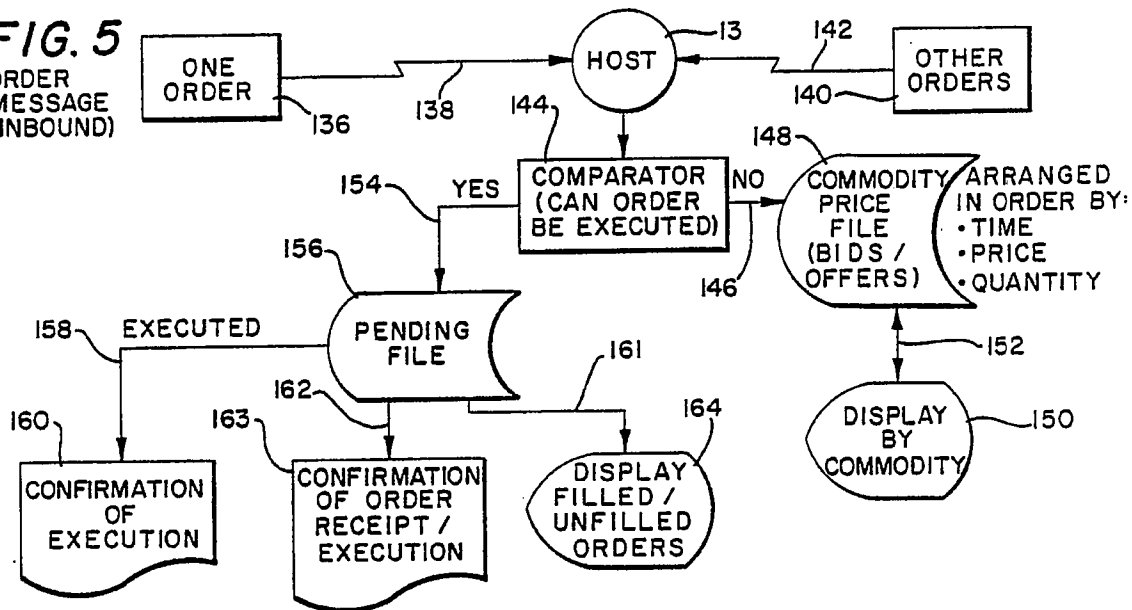 FIG. 5
ORDER
MESSAGE
INBOUND)
ONE
ORDER
136
138
13
HOST
142
OTHER
ORDERS
140
144
COMPARATOR
(CAN ORDER
BE EXECUTED)
154
YES
NO
146
148
COMMODITY
PRICE
FILE
(BIDS /
OFFERS)
ARRANGED
IN ORDER BY:
• TIME
• PRICE
• QUANTITY
156
PENDING
FILE
158
EXECUTED
162
161
152
160
CONFIRMATION
OF
EXECUTION
163
CONFIRMATION
OF ORDER
RECEIPT /
EXECUTION
164
DISPLAY
FILLED /
UNFILLED
ORDERS
DISPLAY
BY
COMMODITY
150